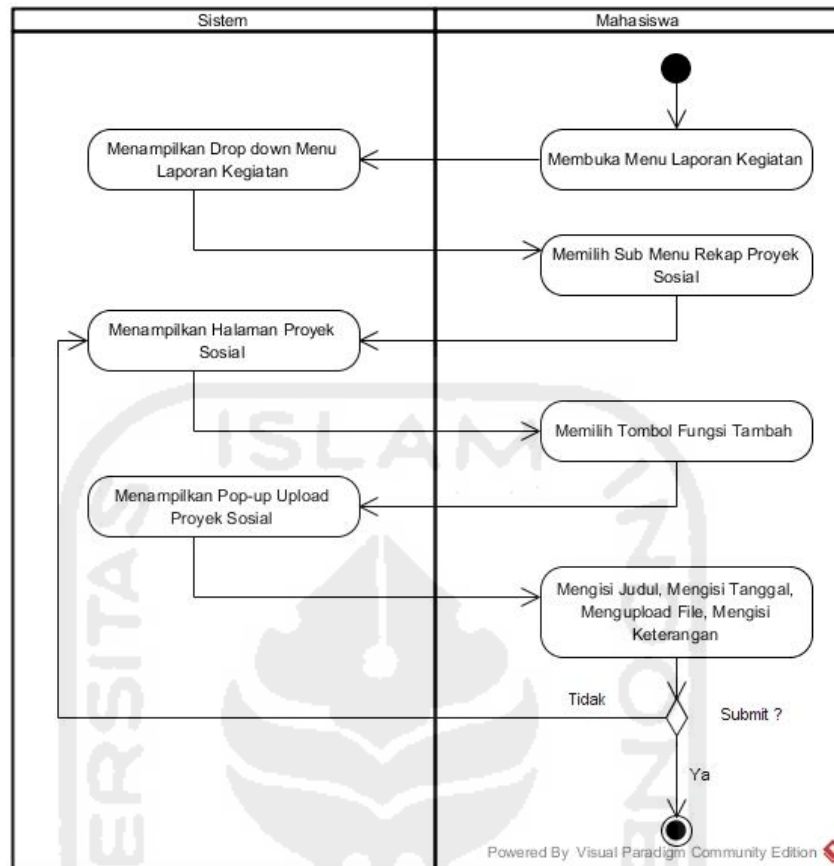 Sistem
Mahasiswa
Membuka Menu Laporan Kegiatan
Menampilkan Drop down Menu
Laporan Kegiatan
Memilih Sub Menu Rekap Proyek
Sosial
Menampilkan Halaman Proyek
Sosial
Memilih Tombol Fungsi Tambah
Menampilkan Pop-up Upload
Proyek Sosial
Mengisi Judul, Mengisi Tanggal,
Mengupload File, Mengisi
Keterangan
Tidak
Submit ?
Ya
ISLAM
Powered By Visual Paradigm Community Edition